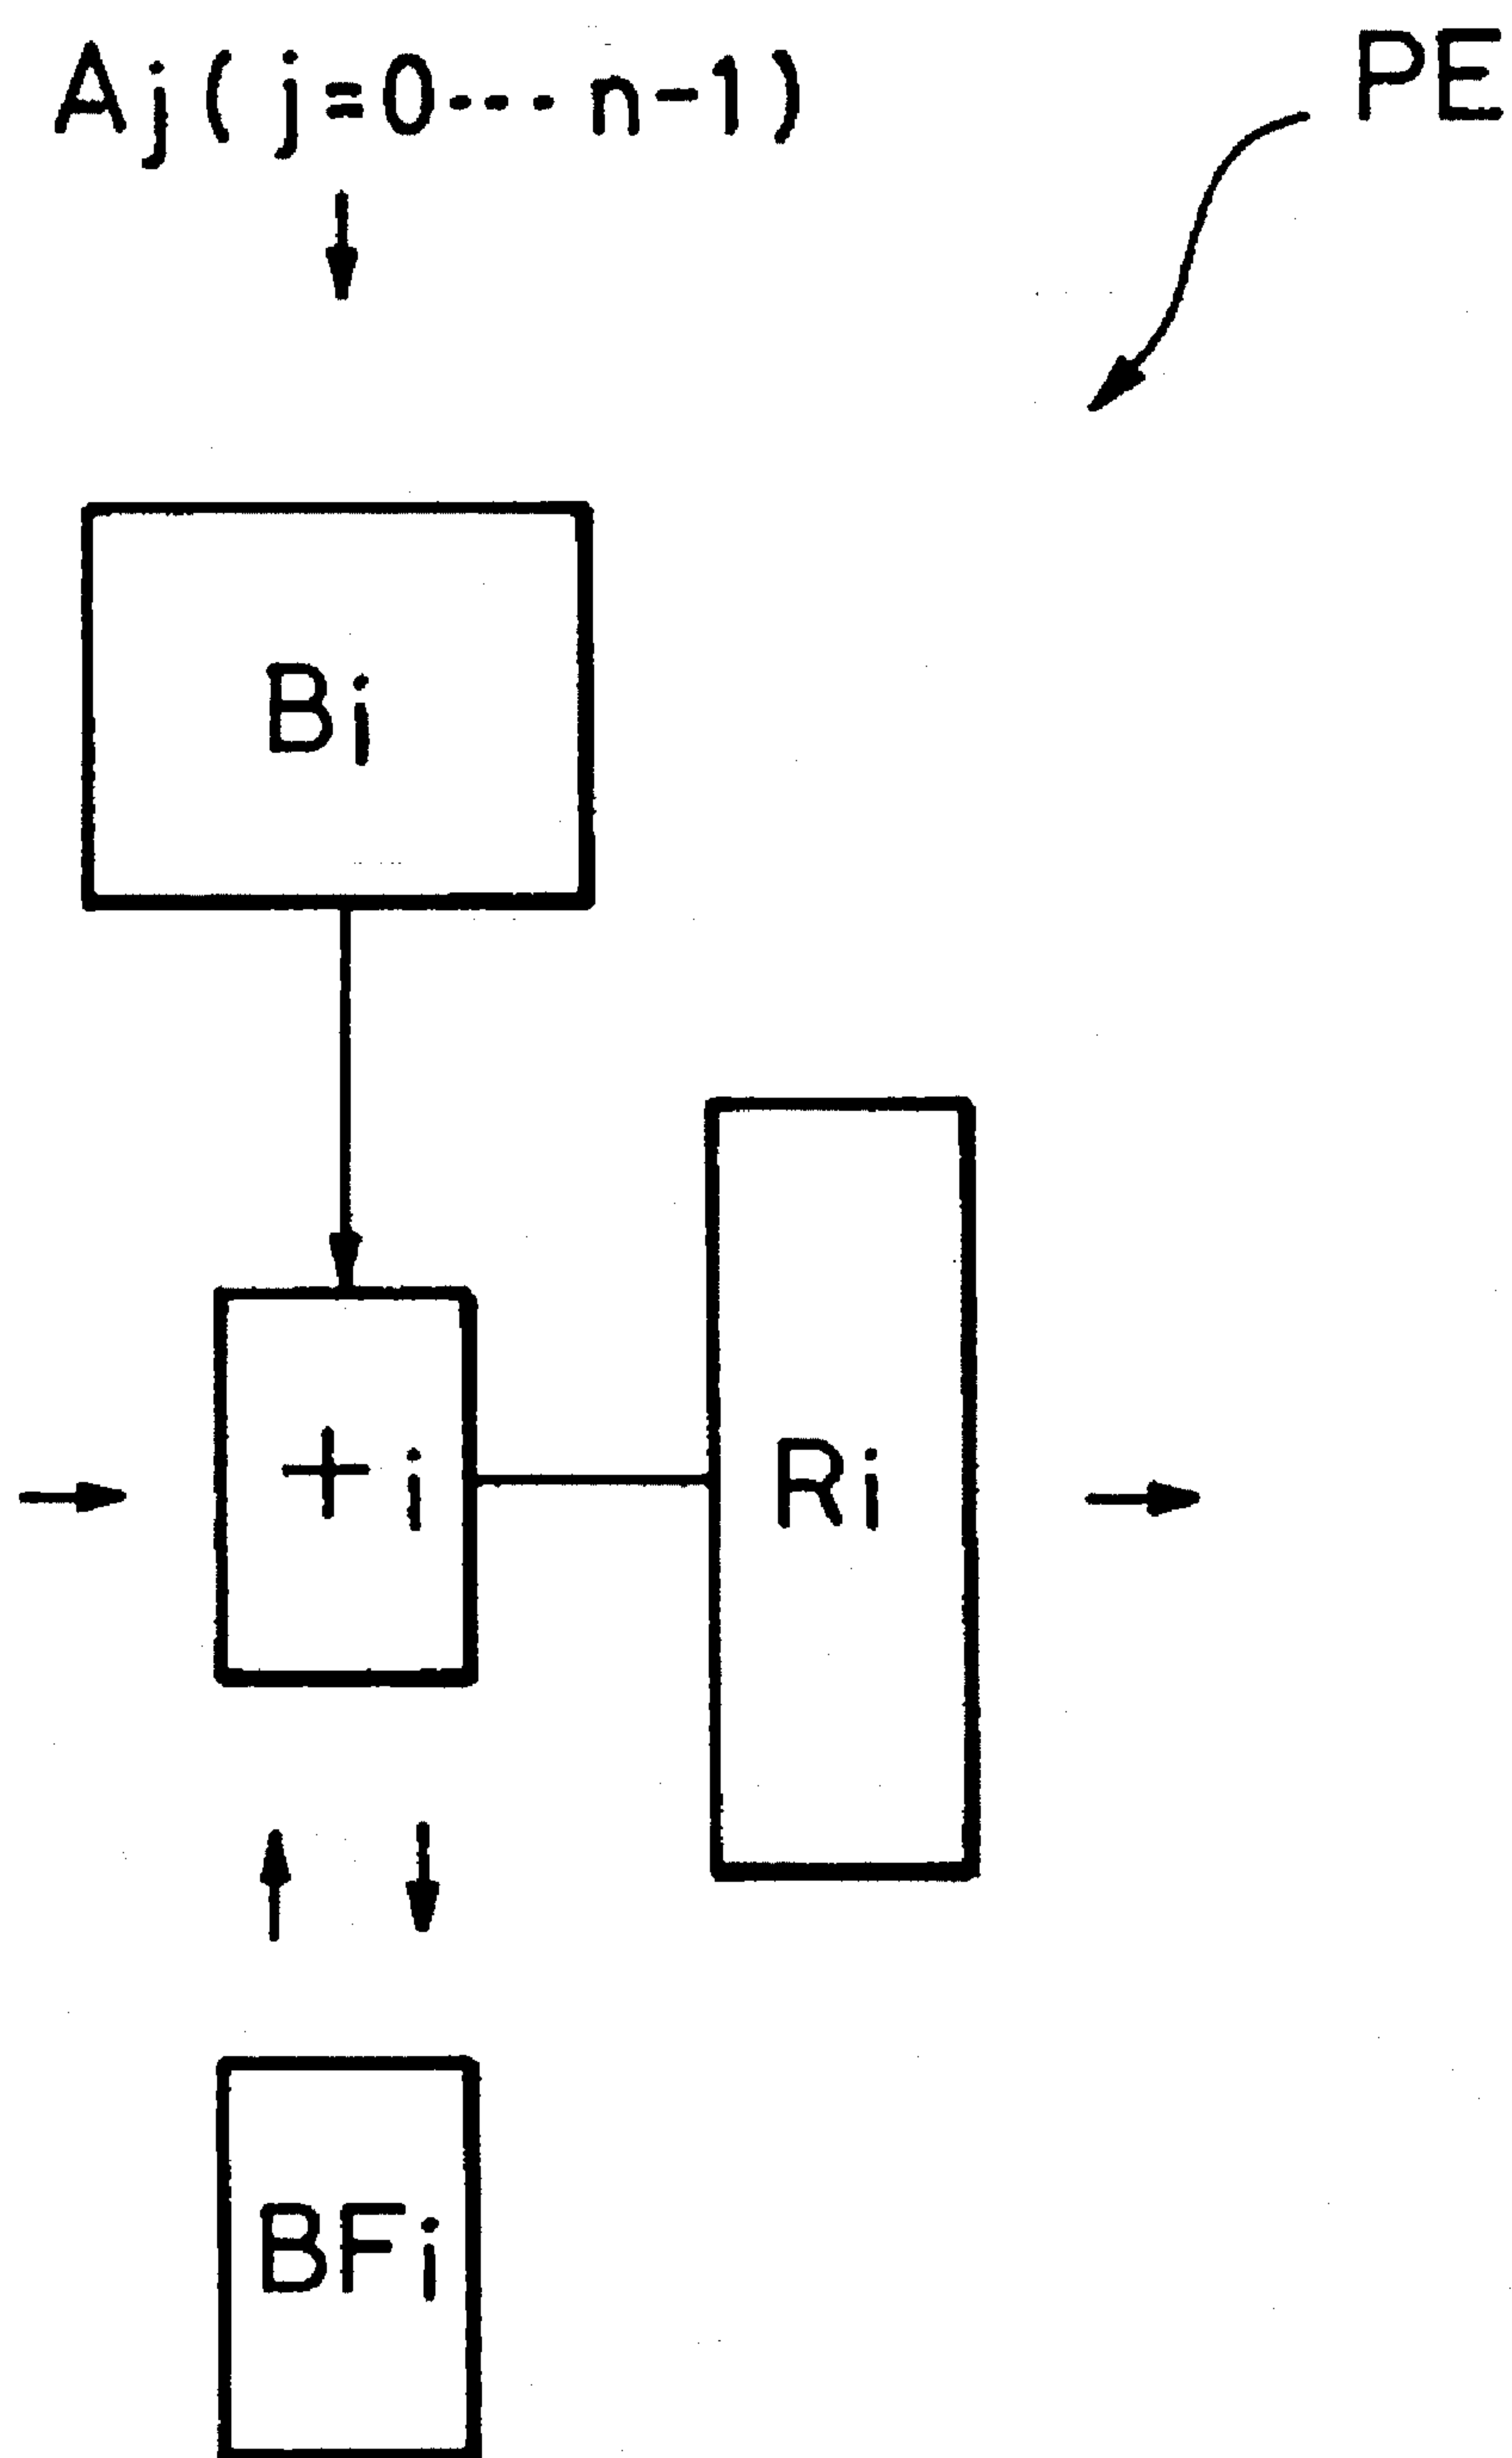 Aj( j=0--- n-1)
PE
Bi
+ i
Ri
BFi